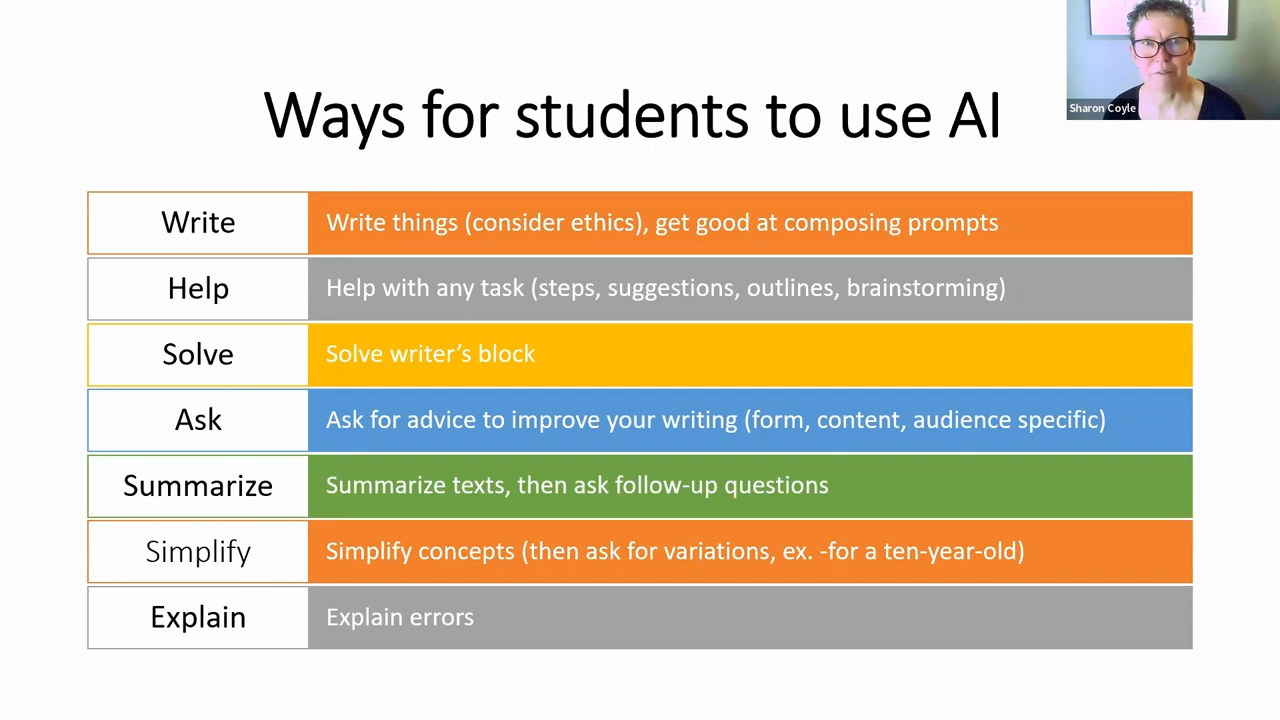 Sharon Coyle
Ways for students to use AI
Write
Write things (consider ethics), get good at composing prompts
Help
Help with any task (steps, suggestions, outlines, brainstorming)
Solve
Solve writer’s block
Ask
Ask for advice to improve your writing (form, content, audience specific)
Summarize
Summarize texts, then ask follow-up questions
Simplify
Simplify concepts (then ask for variations, ex. -for a ten-year-old)
Explain
Explain errors